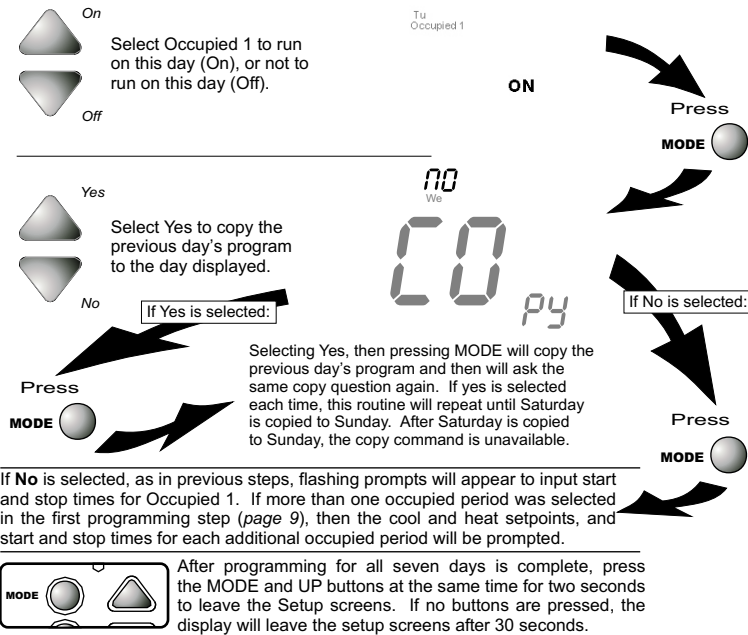 On
Select Occupied 1 to run
on this day (On), or not to
run on this day (Off).
Off
Tu
Occupied 1
ON
Press
MODE
Yes
Select Yes to copy the
previous day's program
to the day displayed.
No
no
We
CO
Py
If Yes is selected:
If No is selected:
Press
MODE
Selecting Yes, then pressing MODE will copy the
previous day's program and then will ask the
same copy question again.  If yes is selected
each time, this routine will repeat until Saturday
is copied to Sunday.  After Saturday is copied
to Sunday, the copy command is unavailable.
Press
MODE
If No is selected, as in previous steps, flashing prompts will appear to input start
and stop times for Occupied 1.  If more than one occupied period was selected
in the first programming step (page 9), then the cool and heat setpoints, and
start and stop times for each additional occupied period will be prompted.
MODE
After programming for all seven days is complete, press
the MODE and UP buttons at the same time for two seconds
to leave the Setup screens.  If no buttons are pressed, the
display will leave the setup screens after 30 seconds.